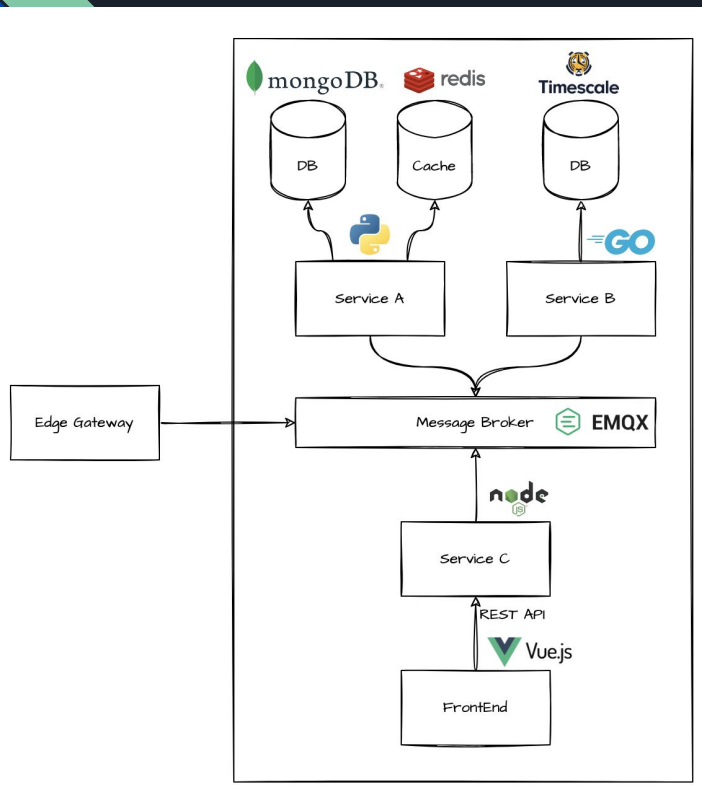 mongoDB.
redis
Timescale
DB
Cache
DB
GO
Service A
Service B
Edge Gateway
Message Broker
EMQX
node
JS
Service C
REST API
Vue.js
FrontEnd